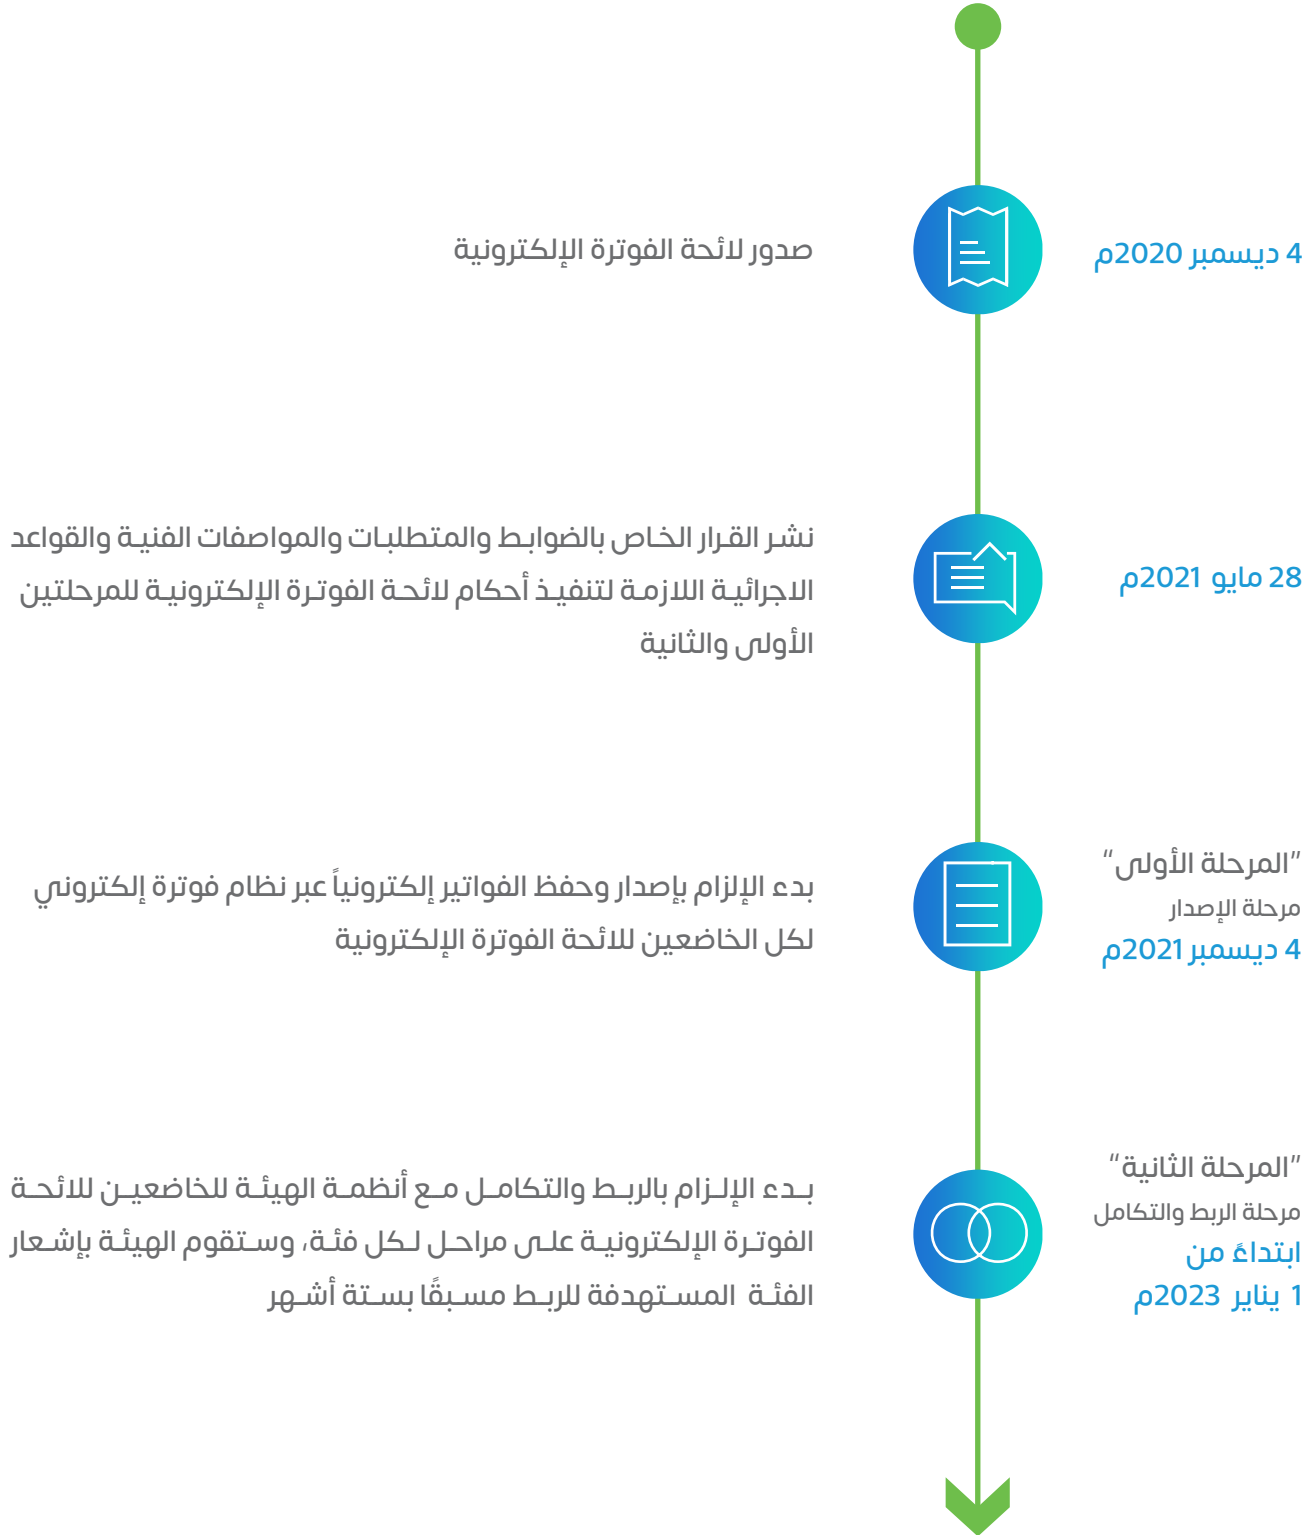 4 ديسمبر 2020م
صدور لائحة الفوترة الإلكترونية
28 مايو 2021م
نشر القرار الخاص بالضوابط والمتطلبات والمواصفات الفنية والقواعد
الاجرائية اللازمة لتنفيذ أحكام لائحة الفوترة الإلكترونية للمرحلتين
الأولى والثانية
"المرحلة الأولى"
مرحلة الإصدار
4 ديسمبر 2021م
بدء الإلزام بإصدار وحفظ الفواتير إلكترونياً عبر نظام فوترة إلكتروني
لكل الخاضعين للائحة الفوترة الإلكترونية
"المرحلة الثانية"
مرحلة الربط والتكامل
ابتداءً من
1 يناير 2023م
بدء الإلزام بالربط والتكامل مع أنظمة الهيئة للخاضعين للائحة
الفوترة الإلكترونية على مراحل لكل فئة، وستقوم الهيئة بإشعار
الفئة المستهدفة للربط مسبقًا بستة أشهر